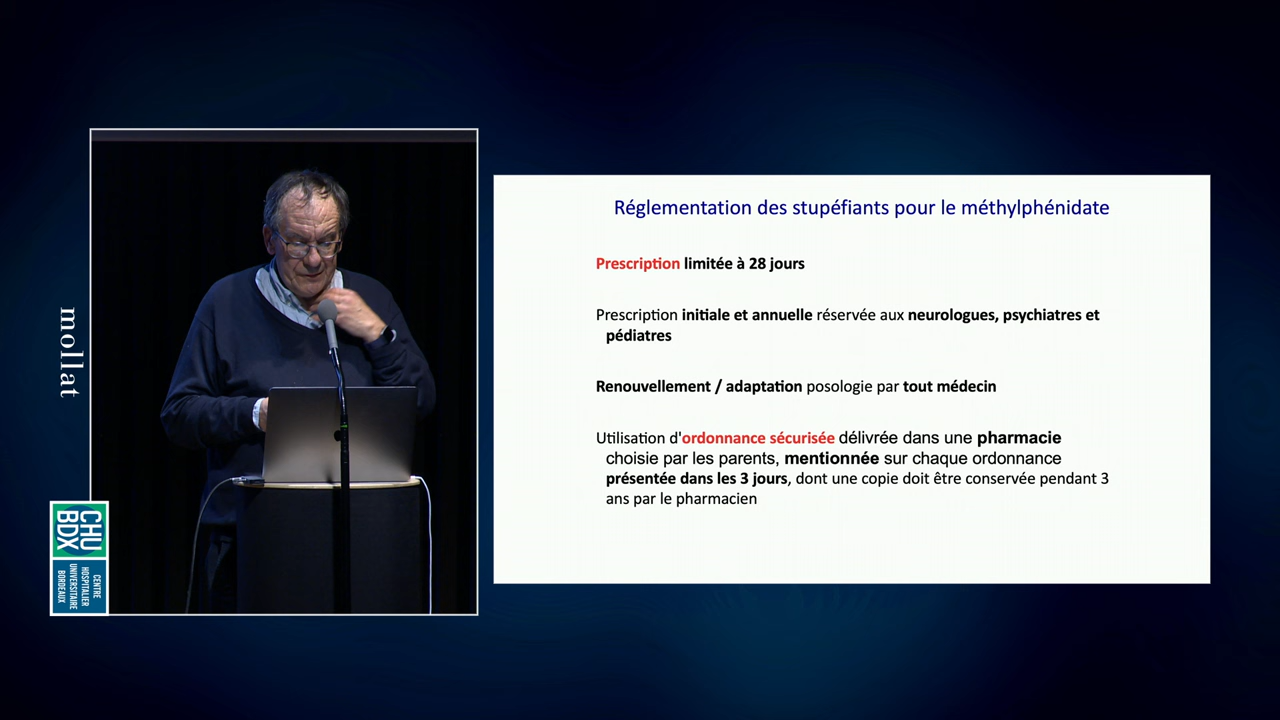 mollat
CHU
BDX
CENTRE
HOSPITALIER
UNIVERSITAIRE
BORDEAUX
Réglementation des stupéfiants pour le méthylphénidate
Prescription limitée à 28 jours
Prescription initiale et annuelle réservée aux neurologues, psychiatres et
pédiatres
Renouvellement / adaptation posologie par tout médecin
Utilisation d'ordonnance sécurisée délivrée dans une pharmacie
choisie par les parents, mentionnée sur chaque ordonnance
présentée dans les 3 jours, dont une copie doit être conservée pendant 3
ans par le pharmacien